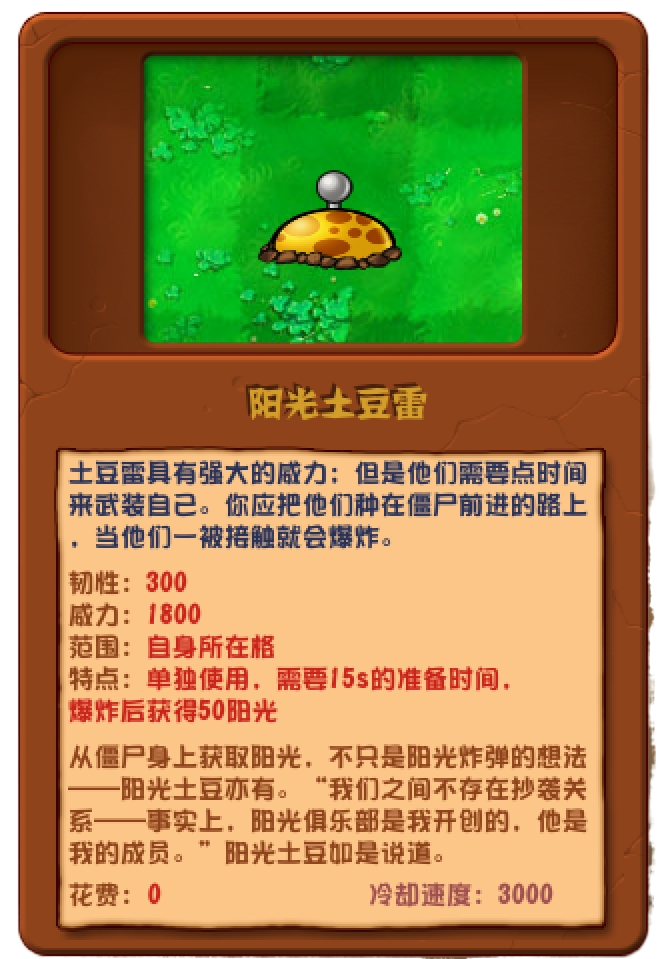 阳光土豆雷
土豆雷具有强大的威力；但是他们需要点时间
来武装自己。你应把他们种在僵尸前进的路上
，当他们一被接触就会爆炸。
韧性：300
威力：1800
范围：自身所在格
特点：单独使用，需要15s的准备时间，
爆炸后获得50阳光
从僵尸身上获取阳光，不只是阳光炸弹的想法
——阳光土豆亦有。“我们之间不存在抄袭关
系——事实上，阳光俱乐部是我开创的，他是
我的成员。”阳光土豆如是说道。
花费：0 冷却速度：3000